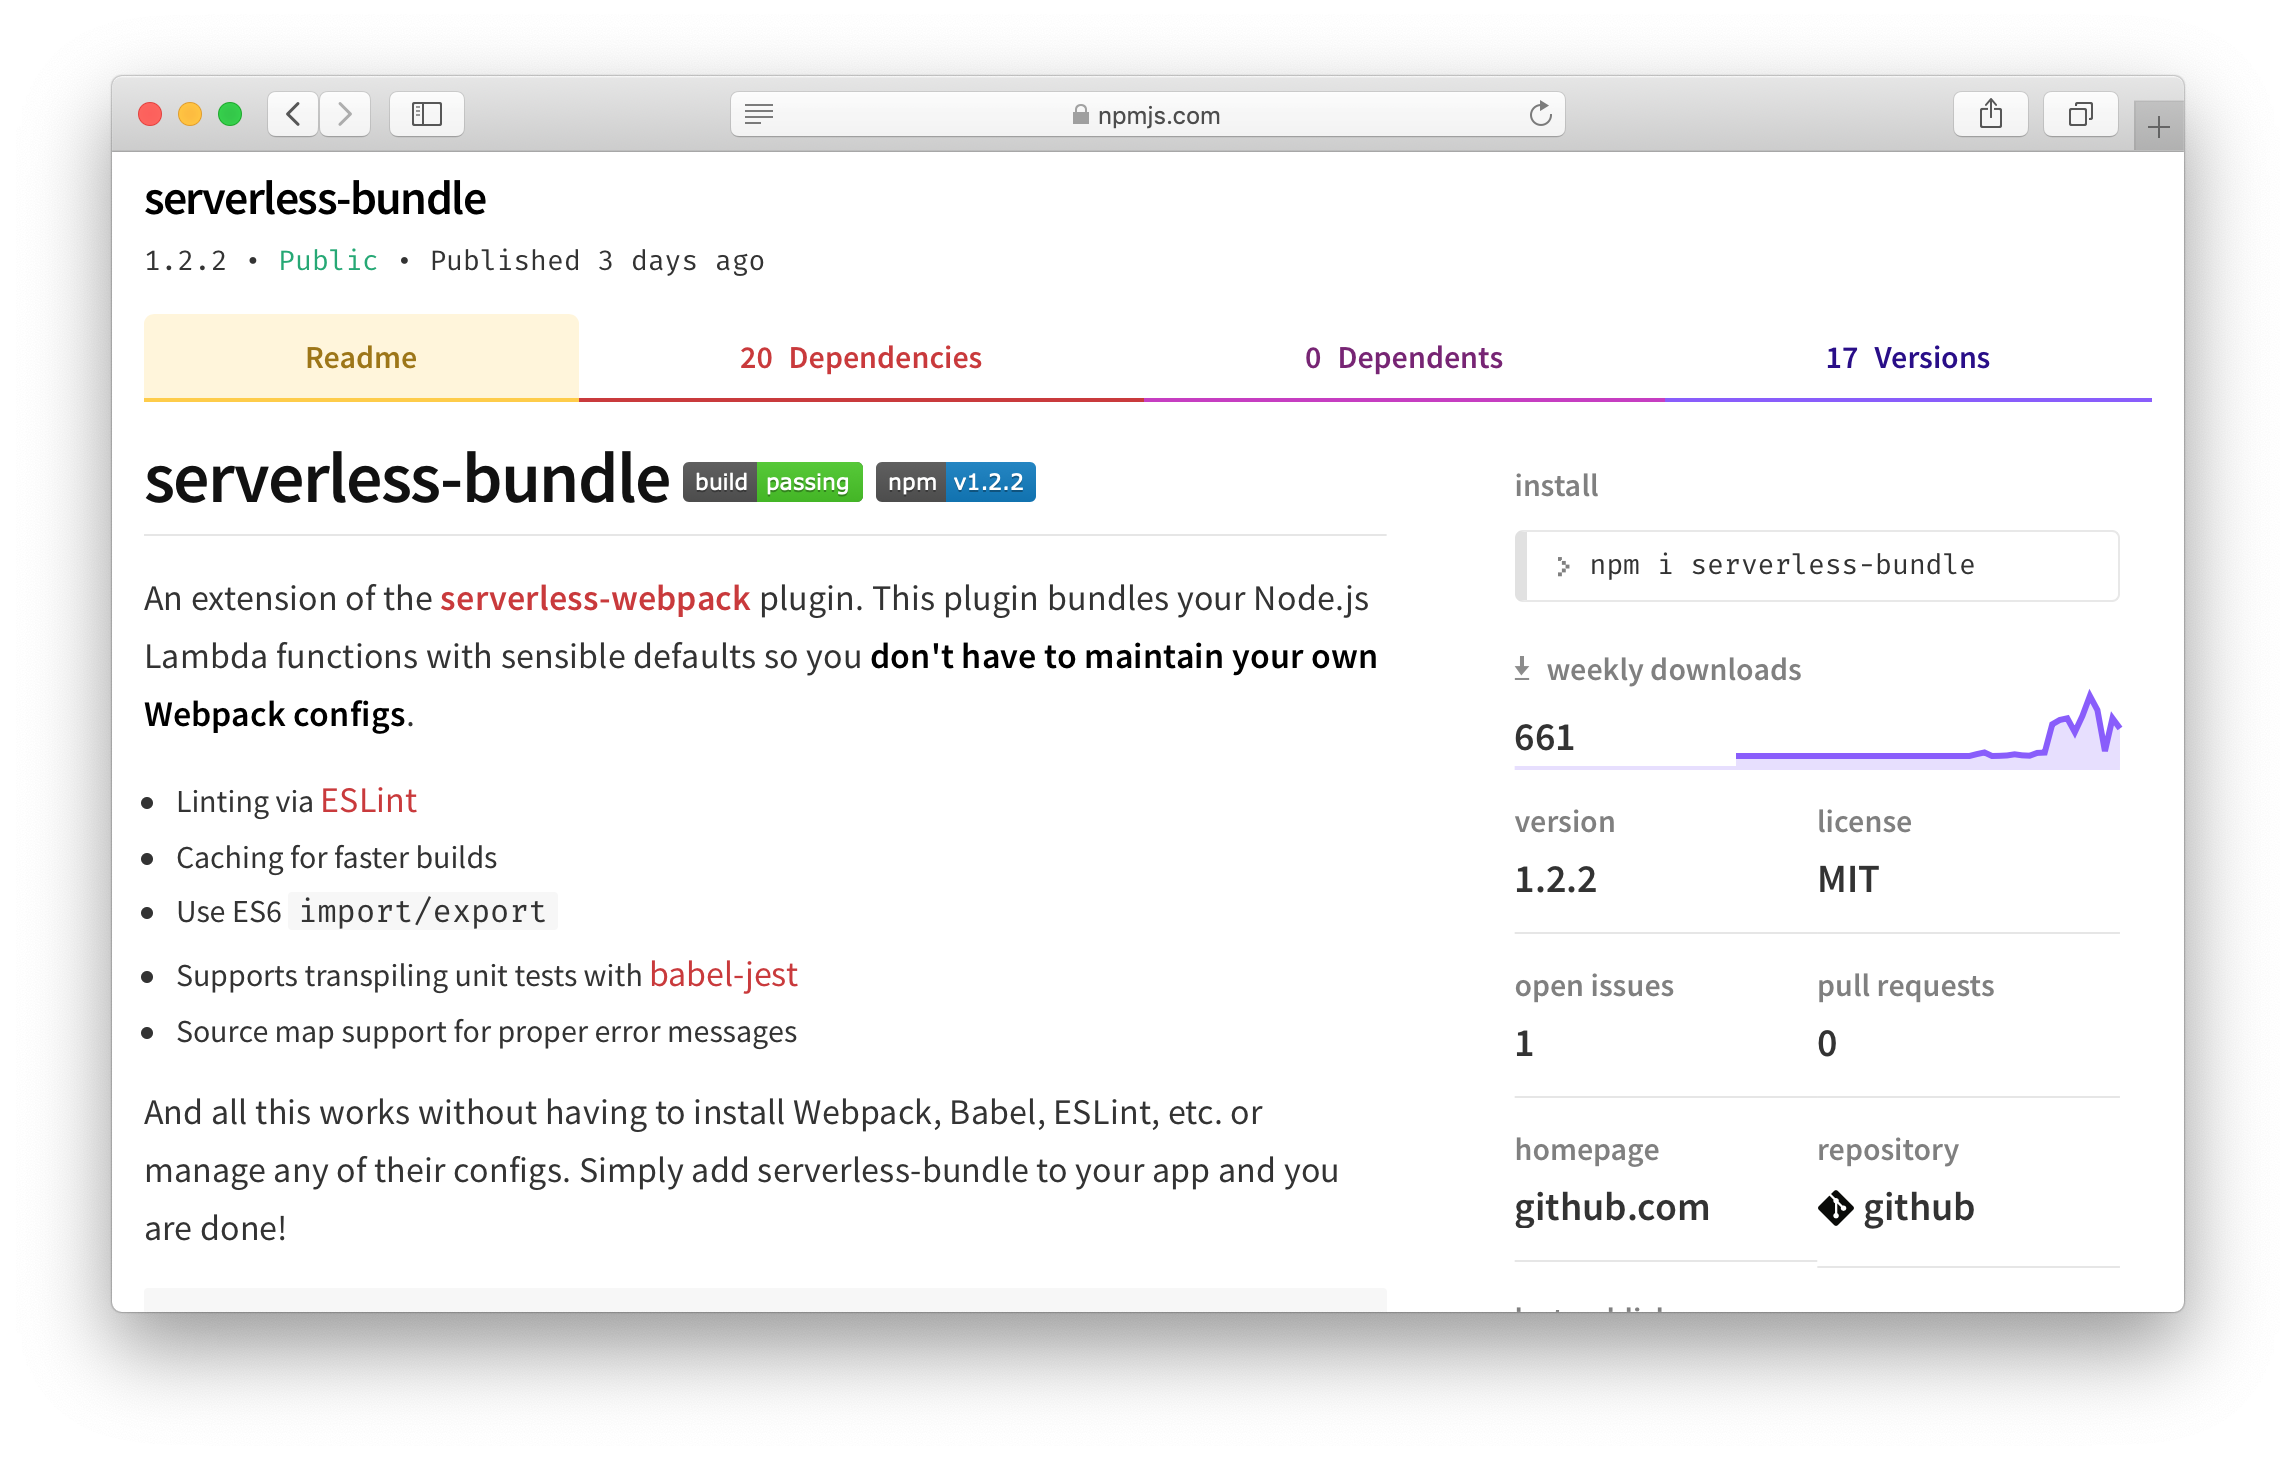 npmjs.com
serverless-bundle
1.2.2 • Public • Published 3 days ago
Readme
20 Dependencies
0 Dependents
17 Versions
serverless-bundle build passing npm v1.2.2
An extension of the serverless-webpack plugin. This plugin bundles your Node.js
Lambda functions with sensible defaults so you don't have to maintain your own
Webpack configs.
• Linting via ESLint
• Caching for faster builds
• Use ES6 import/export
• Supports transpiling unit tests with babel-jest
• Source map support for proper error messages
And all this works without having to install Webpack, Babel, ESLint, etc. or
manage any of their configs. Simply add serverless-bundle to your app and you
are done!
install
npm i serverless-bundle
weekly downloads
661
version
1.2.2
license
MIT
open issues
1
pull requests
0
homepage
github.com
repository
github